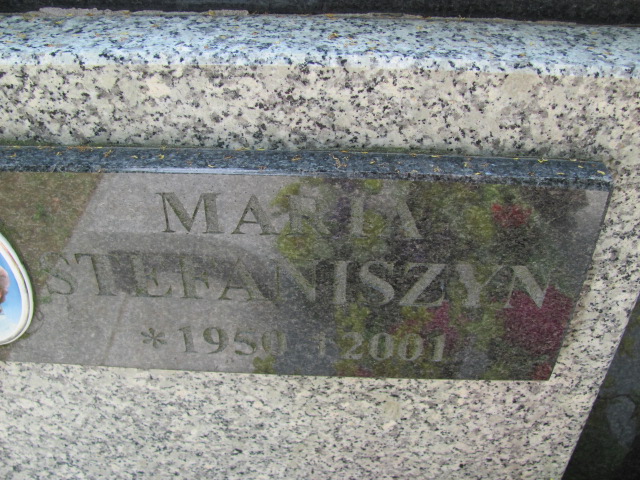 MARIA
STEFANISZYN
* 1950 † 2001